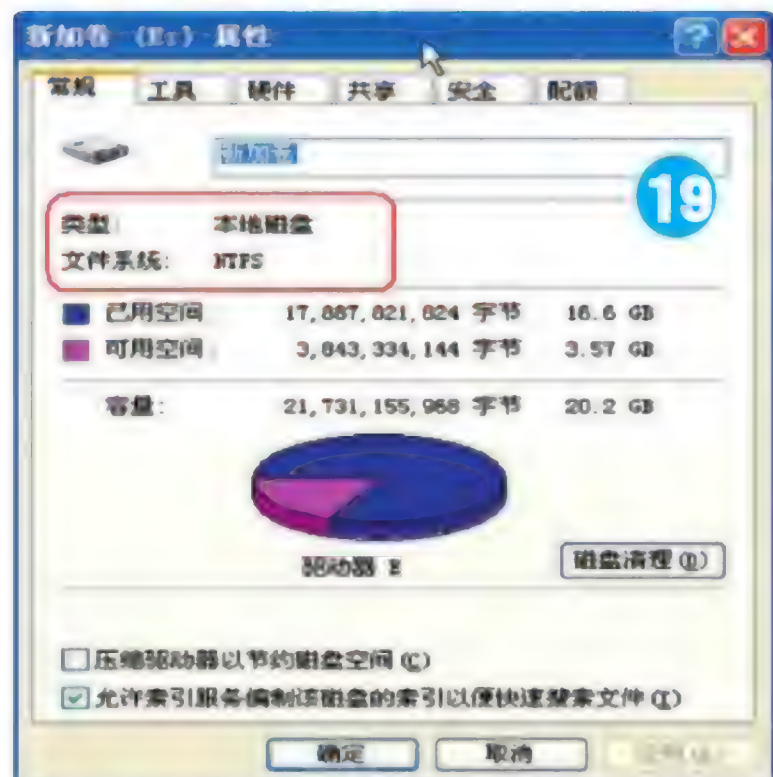 新加卷 (E:) 属性
常规 工具 硬件 共享 安全 配额
新加卷
19
类型: 本地磁盘
文件系统: NTFS
已用空间: 17,887,821,824 字节 16.6 GB
可用空间: 3,843,334,144 字节 3.57 GB
容量: 21,731,155,968 字节 20.2 GB
驱动器 E
磁盘清理(D)
压缩驱动器以节约磁盘空间(C)
允许索引服务编制该磁盘的索引以便快速搜索文件(I)
确定 取消